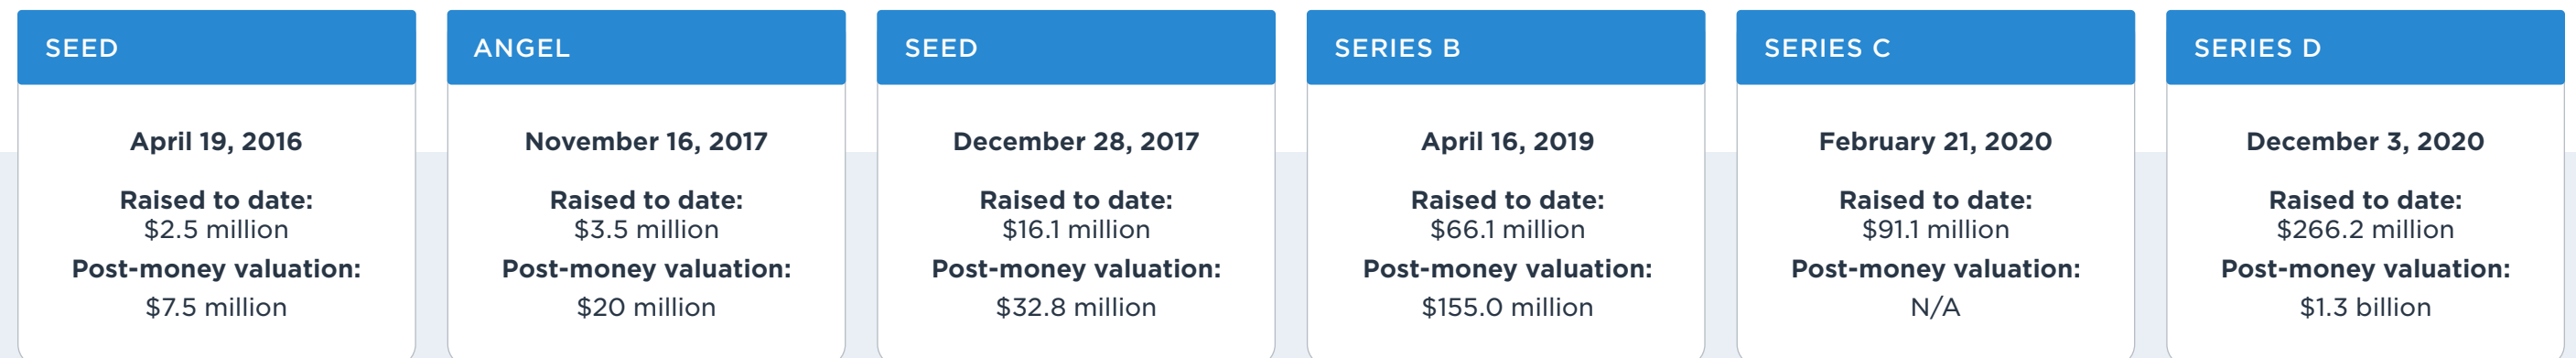 SEED
April 19, 2016
Raised to date:
$2.5 million
Post-money valuation:
$7.5 million
ANGEL
November 16, 2017
Raised to date:
$3.5 million
Post-money valuation:
$20 million
SEED
December 28, 2017
Raised to date:
$16.1 million
Post-money valuation:
$32.8 million
SERIES B
April 16, 2019
Raised to date:
$66.1 million
Post-money valuation:
$155.0 million
SERIES C
February 21, 2020
Raised to date:
$91.1 million
Post-money valuation:
N/A
SERIES D
December 3, 2020
Raised to date:
$266.2 million
Post-money valuation:
$1.3 billion